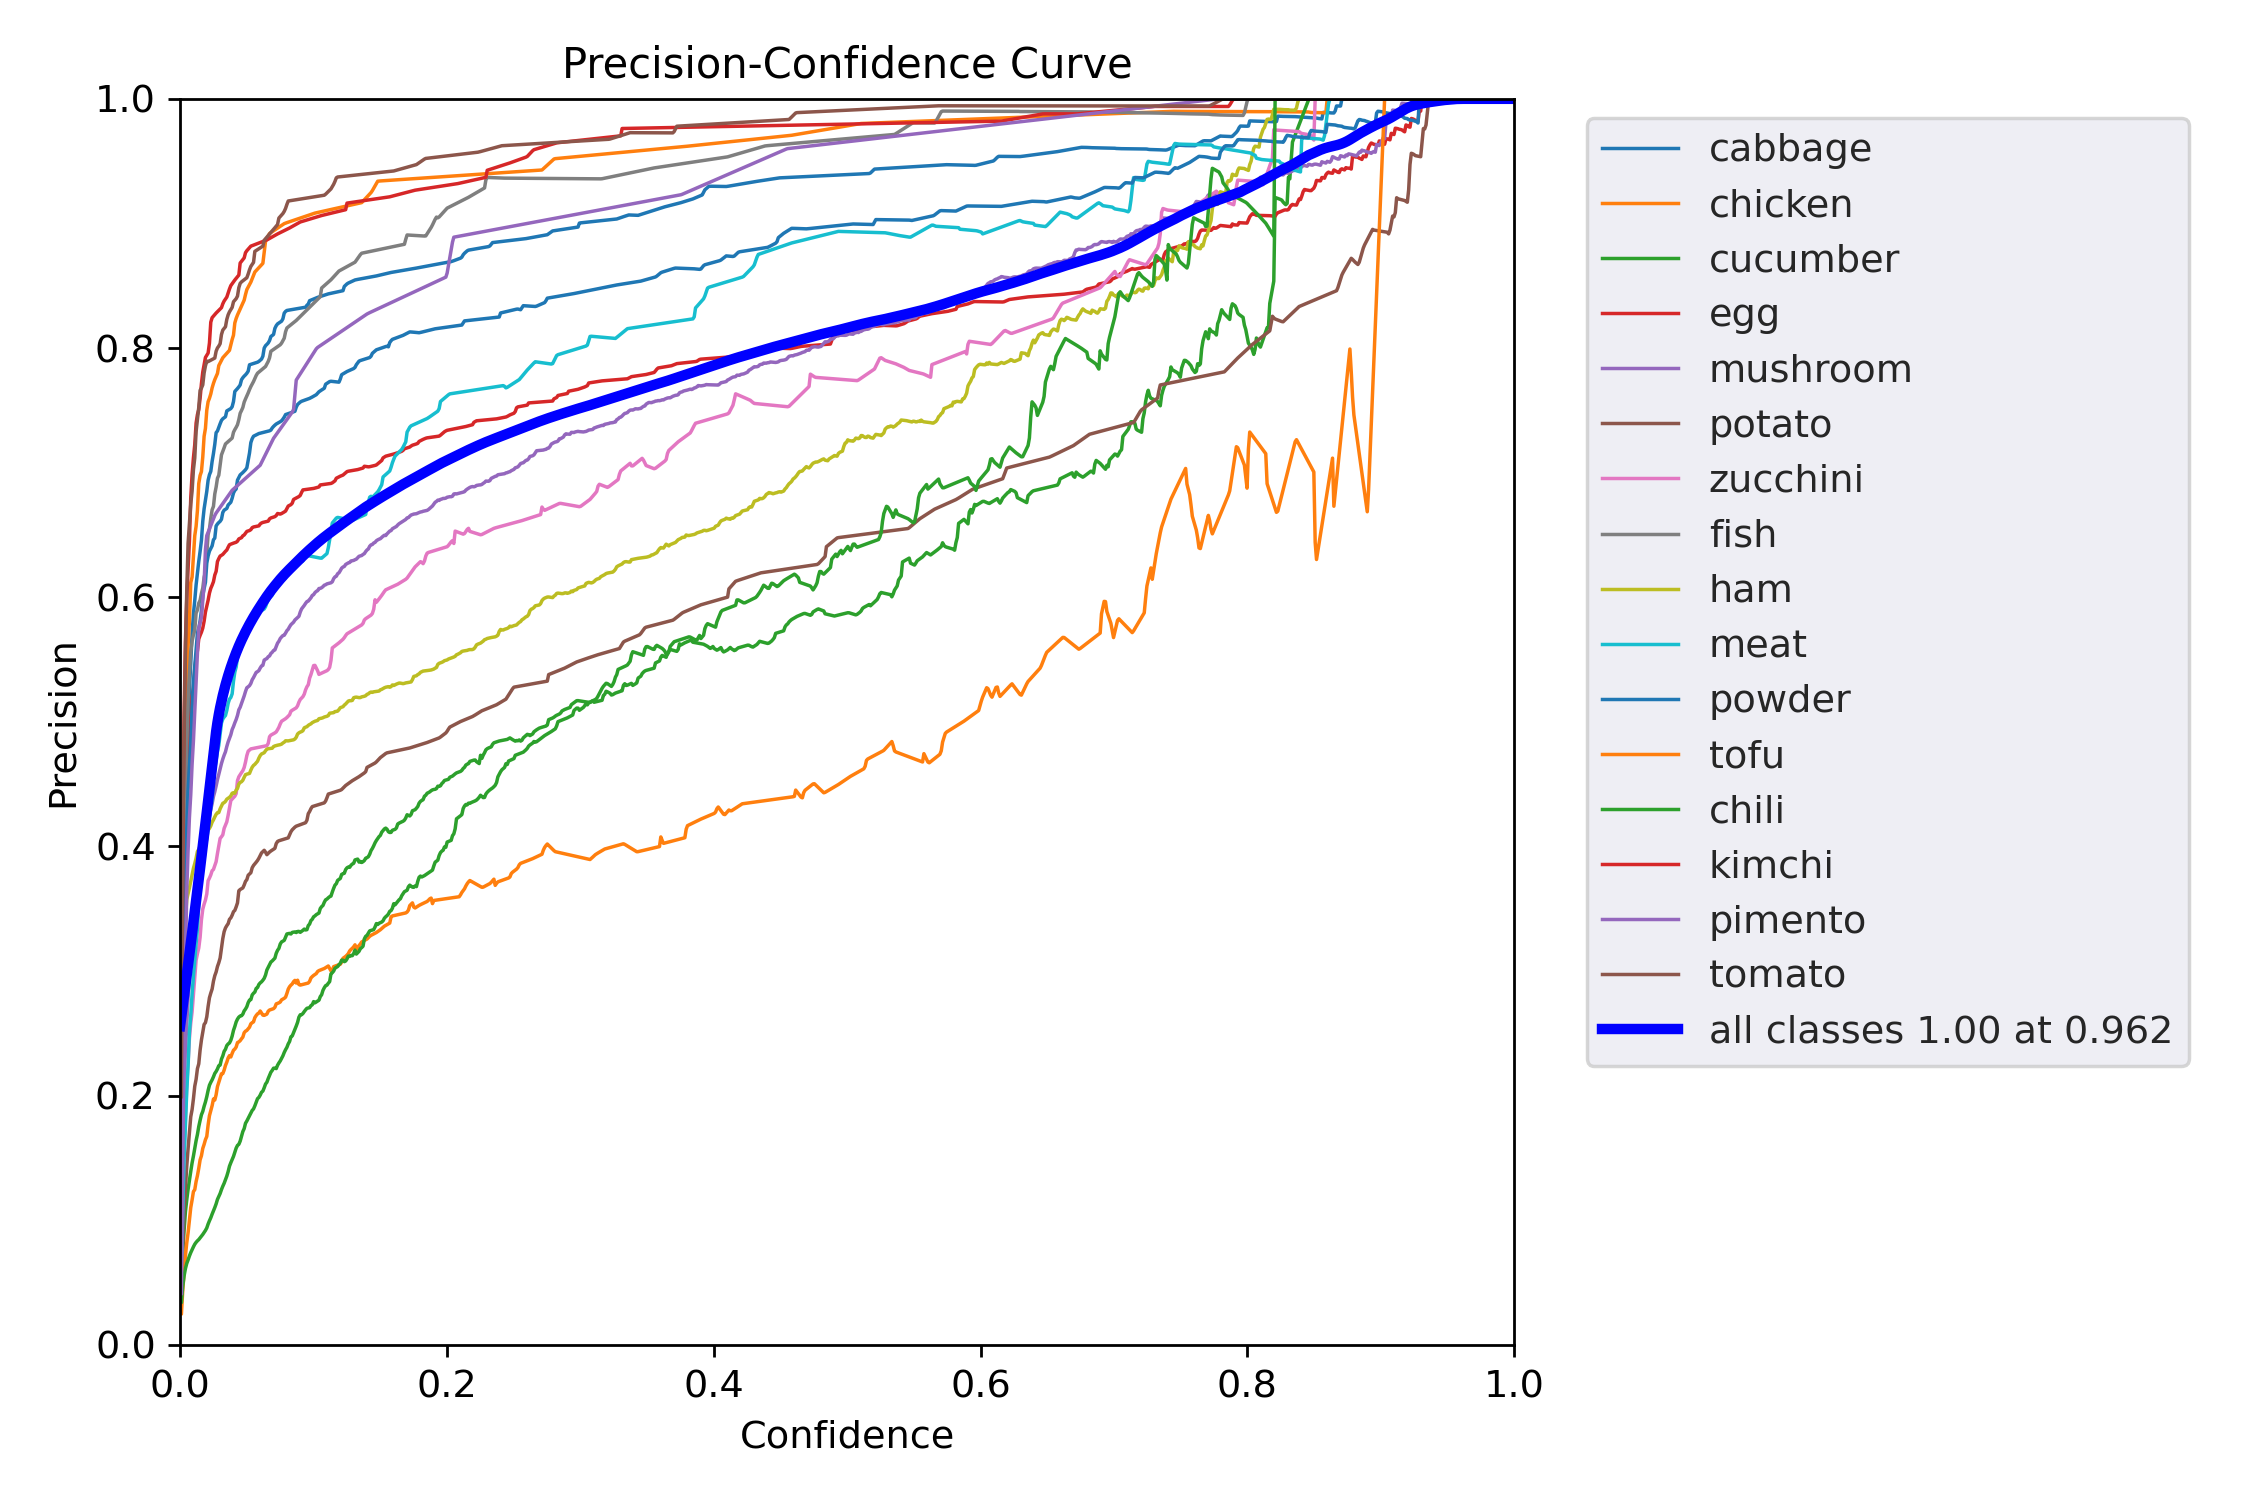 Precision-Confidence Curve
1.0
0.8
0.6
0.4
0.2
0.0
Precision
0.0 0.2 0.4 0.6 0.8 1.0
Confidence
cabbage
chicken
cucumber
egg
mushroom
potato
zucchini
fish
ham
meat
powder
tofu
chili
kimchi
pimento
tomato
all classes 1.00 at 0.962